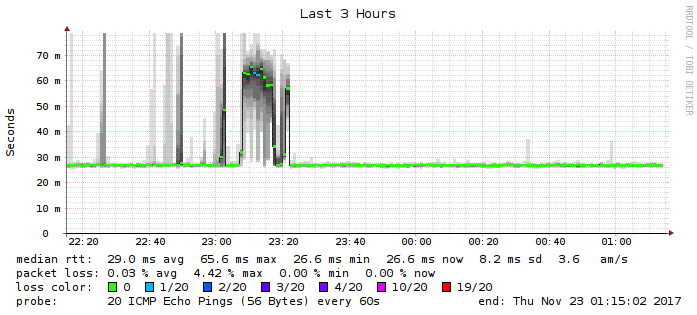 Last 3 Hours
RRDTOOL / TOBI OETIKER
Seconds
70 m
60 m
50 m
40 m
30 m
20 m
10 m
0
22:20 22:40 23:00 23:20 23:40 00:00 00:20 00:40 01:00
median rtt: 29.0 ms avg 65.6 ms max 26.6 ms min 26.6 ms now 8.2 ms sd 3.6 am/s
packet loss: 0.03 % avg 4.42 % max 0.00 % min 0.00 % now
loss color: 0 1/20 2/20 3/20 4/20 10/20 19/20
probe: 20 ICMP Echo Pings (56 Bytes) every 60s end: Thu Nov 23 01:15:02 2017